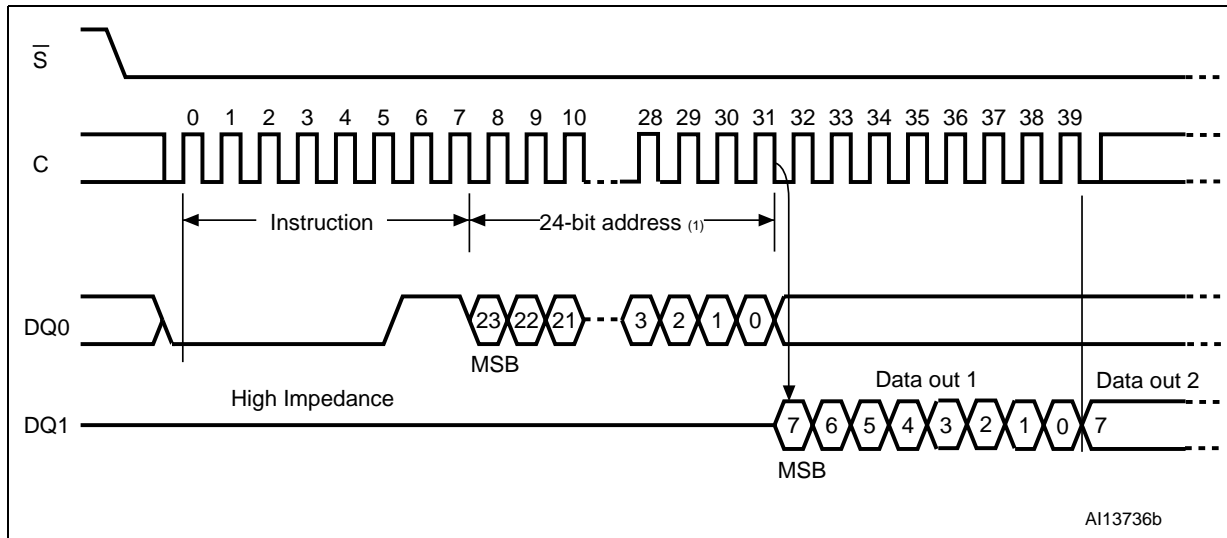 S
0 1 2 3 4 5 6 7 8 9 10 28 29 30 31 32 33 34 35 36 37 38 39
C
Instruction 24-bit address (1)
DQ0 23 22 21 3 2 1 0
MSB
Data out 1 Data out 2
High Impedance
DQ1 7 6 5 4 3 2 1 0 7
MSB
AI13736b